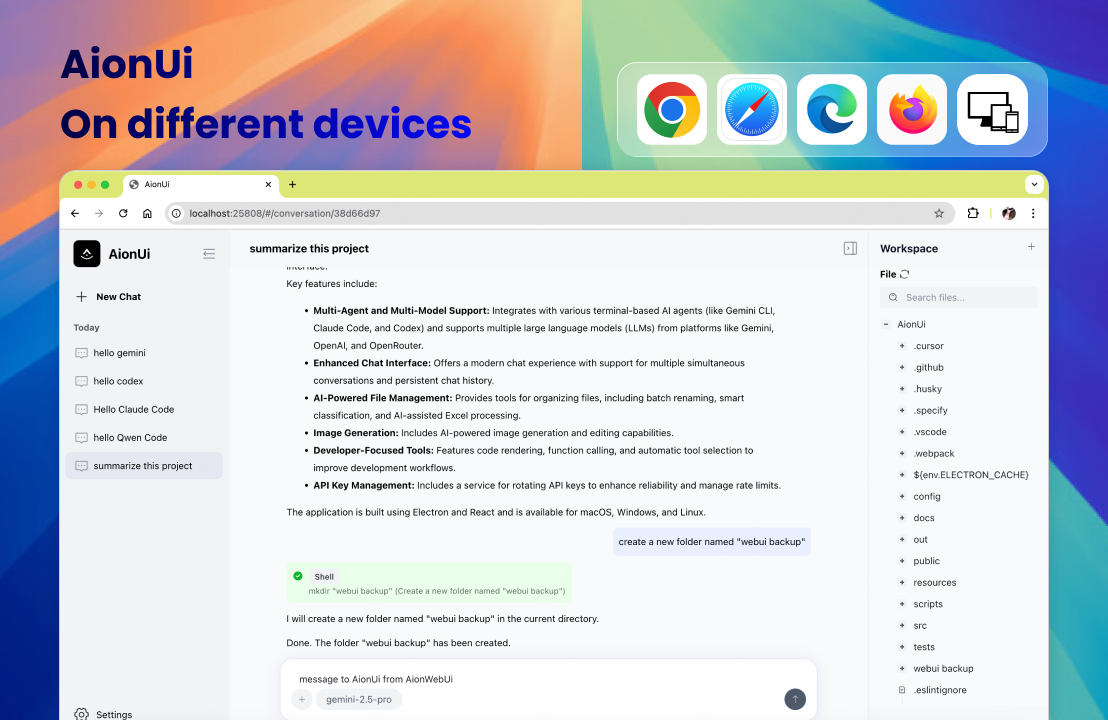 AionUi
On different devices
AionUi
localhost:25808/#/conversation/38d66d97
AionUi
New Chat
Today
hello gemini
hello codex
Hello Claude Code
hello Qwen Code
summarize this project
Settings
summarize this project
interface.
Key features include:
• Multi-Agent and Multi-Model Support: Integrates with various terminal-based AI agents (like Gemini CLI,
Claude Code, and Codex) and supports multiple large language models (LLMs) from platforms like Gemini,
OpenAI, and OpenRouter.
• Enhanced Chat Interface: Offers a modern chat experience with support for multiple simultaneous
conversations and persistent chat history.
• AI-Powered File Management: Provides tools for organizing files, including batch renaming, smart
classification, and AI-assisted Excel processing.
• Image Generation: Includes AI-powered image generation and editing capabilities.
• Developer-Focused Tools: Features code rendering, function calling, and automatic tool selection to
improve development workflows.
• API Key Management: Includes a service for rotating API keys to enhance reliability and manage rate limits.
The application is built using Electron and React and is available for macOS, Windows, and Linux.
create a new folder named "webui backup"
Shell
mkdir "webui backup" (Create a new folder named "webui backup")
I will create a new folder named "webui backup" in the current directory.
Done. The folder "webui backup" has been created.
message to AionUi from AionWebUi
gemini-2.5-pro
Workspace
File
Search files...
AionUi
.cursor
.github
.husky
.specify
.vscode
.webpack
${env.ELECTRON_CACHE}
config
docs
out
public
resources
scripts
src
tests
webui backup
.eslintignore